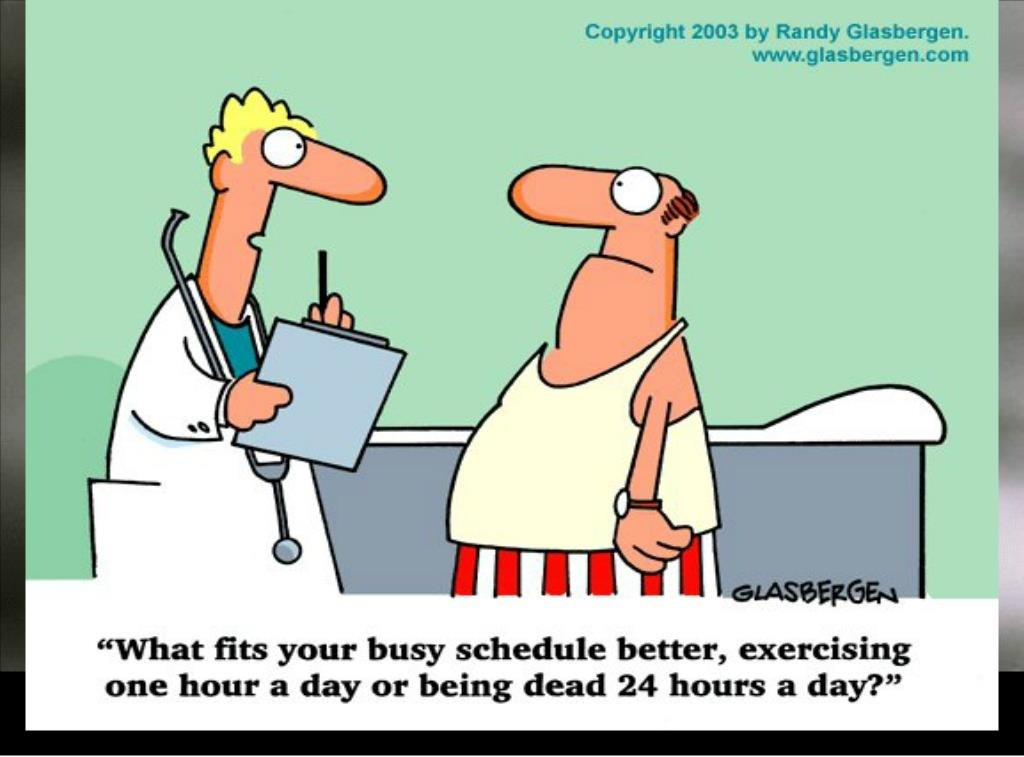 Copyright 2003 by Randy Glasbergen.
www.glasbergen.com
GLASBERGEN
“What fits your busy schedule better, exercising
one hour a day or being dead 24 hours a day?”